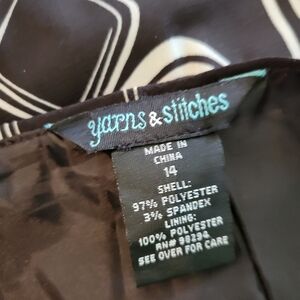 yarns & stitches
MADE IN
CHINA
14
SHELL:
97% POLYESTER
3% SPANDEX
LINING:
100% POLYESTER
RN# 98294
SEE OVER FOR CARE